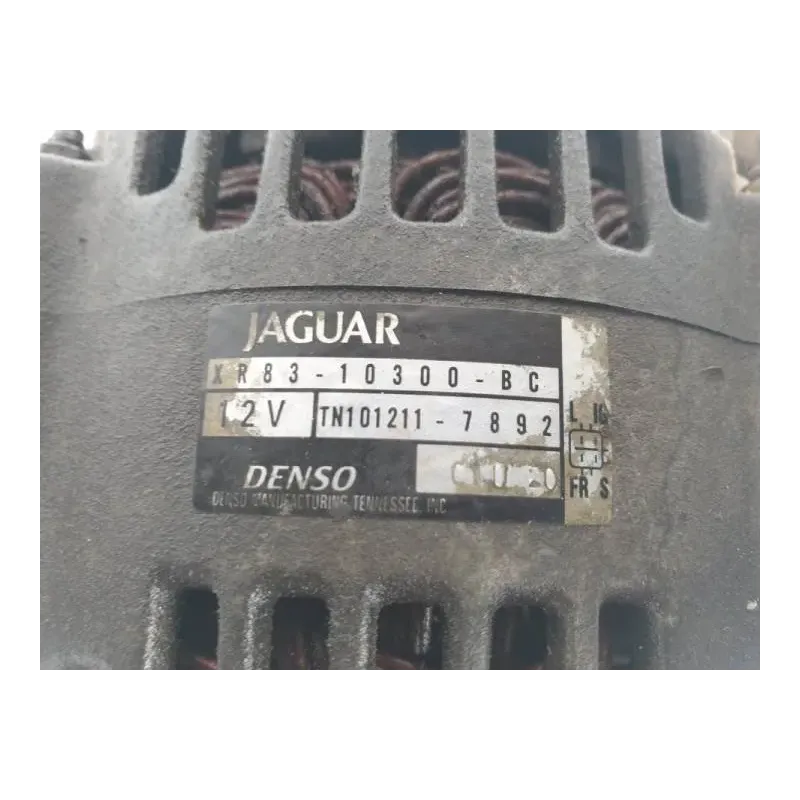 JAGUAR
XR83-10300-BC
12V TN101211-7892
L IG
DENSO
FR S
DENSO MANUFACTURING TENNESSEE, INC